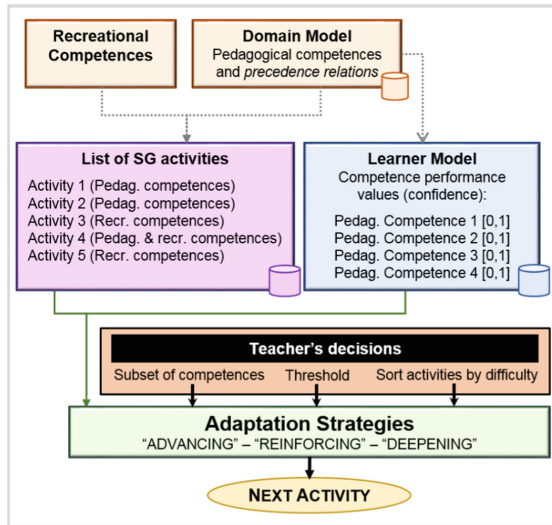 Recreational
Competences
Domain Model
Pedagogical competences
and precedence relations
List of SG activities
Activity 1 (Pedag. competences)
Activity 2 (Pedag. competences)
Activity 3 (Recr. competences)
Activity 4 (Pedag. & recr. competences)
Activity 5 (Recr. competences)
Learner Model
Competence performance
values (confidence):
Pedag. Competence 1 [0,1]
Pedag. Competence 2 [0,1]
Pedag. Competence 3 [0,1]
Pedag. Competence 4 [0,1]
Teacher's decisions
Subset of competences Threshold Sort activities by difficulty
Adaptation Strategies
“ADVANCING” – “REINFORCING” – “DEEPENING”
NEXT ACTIVITY